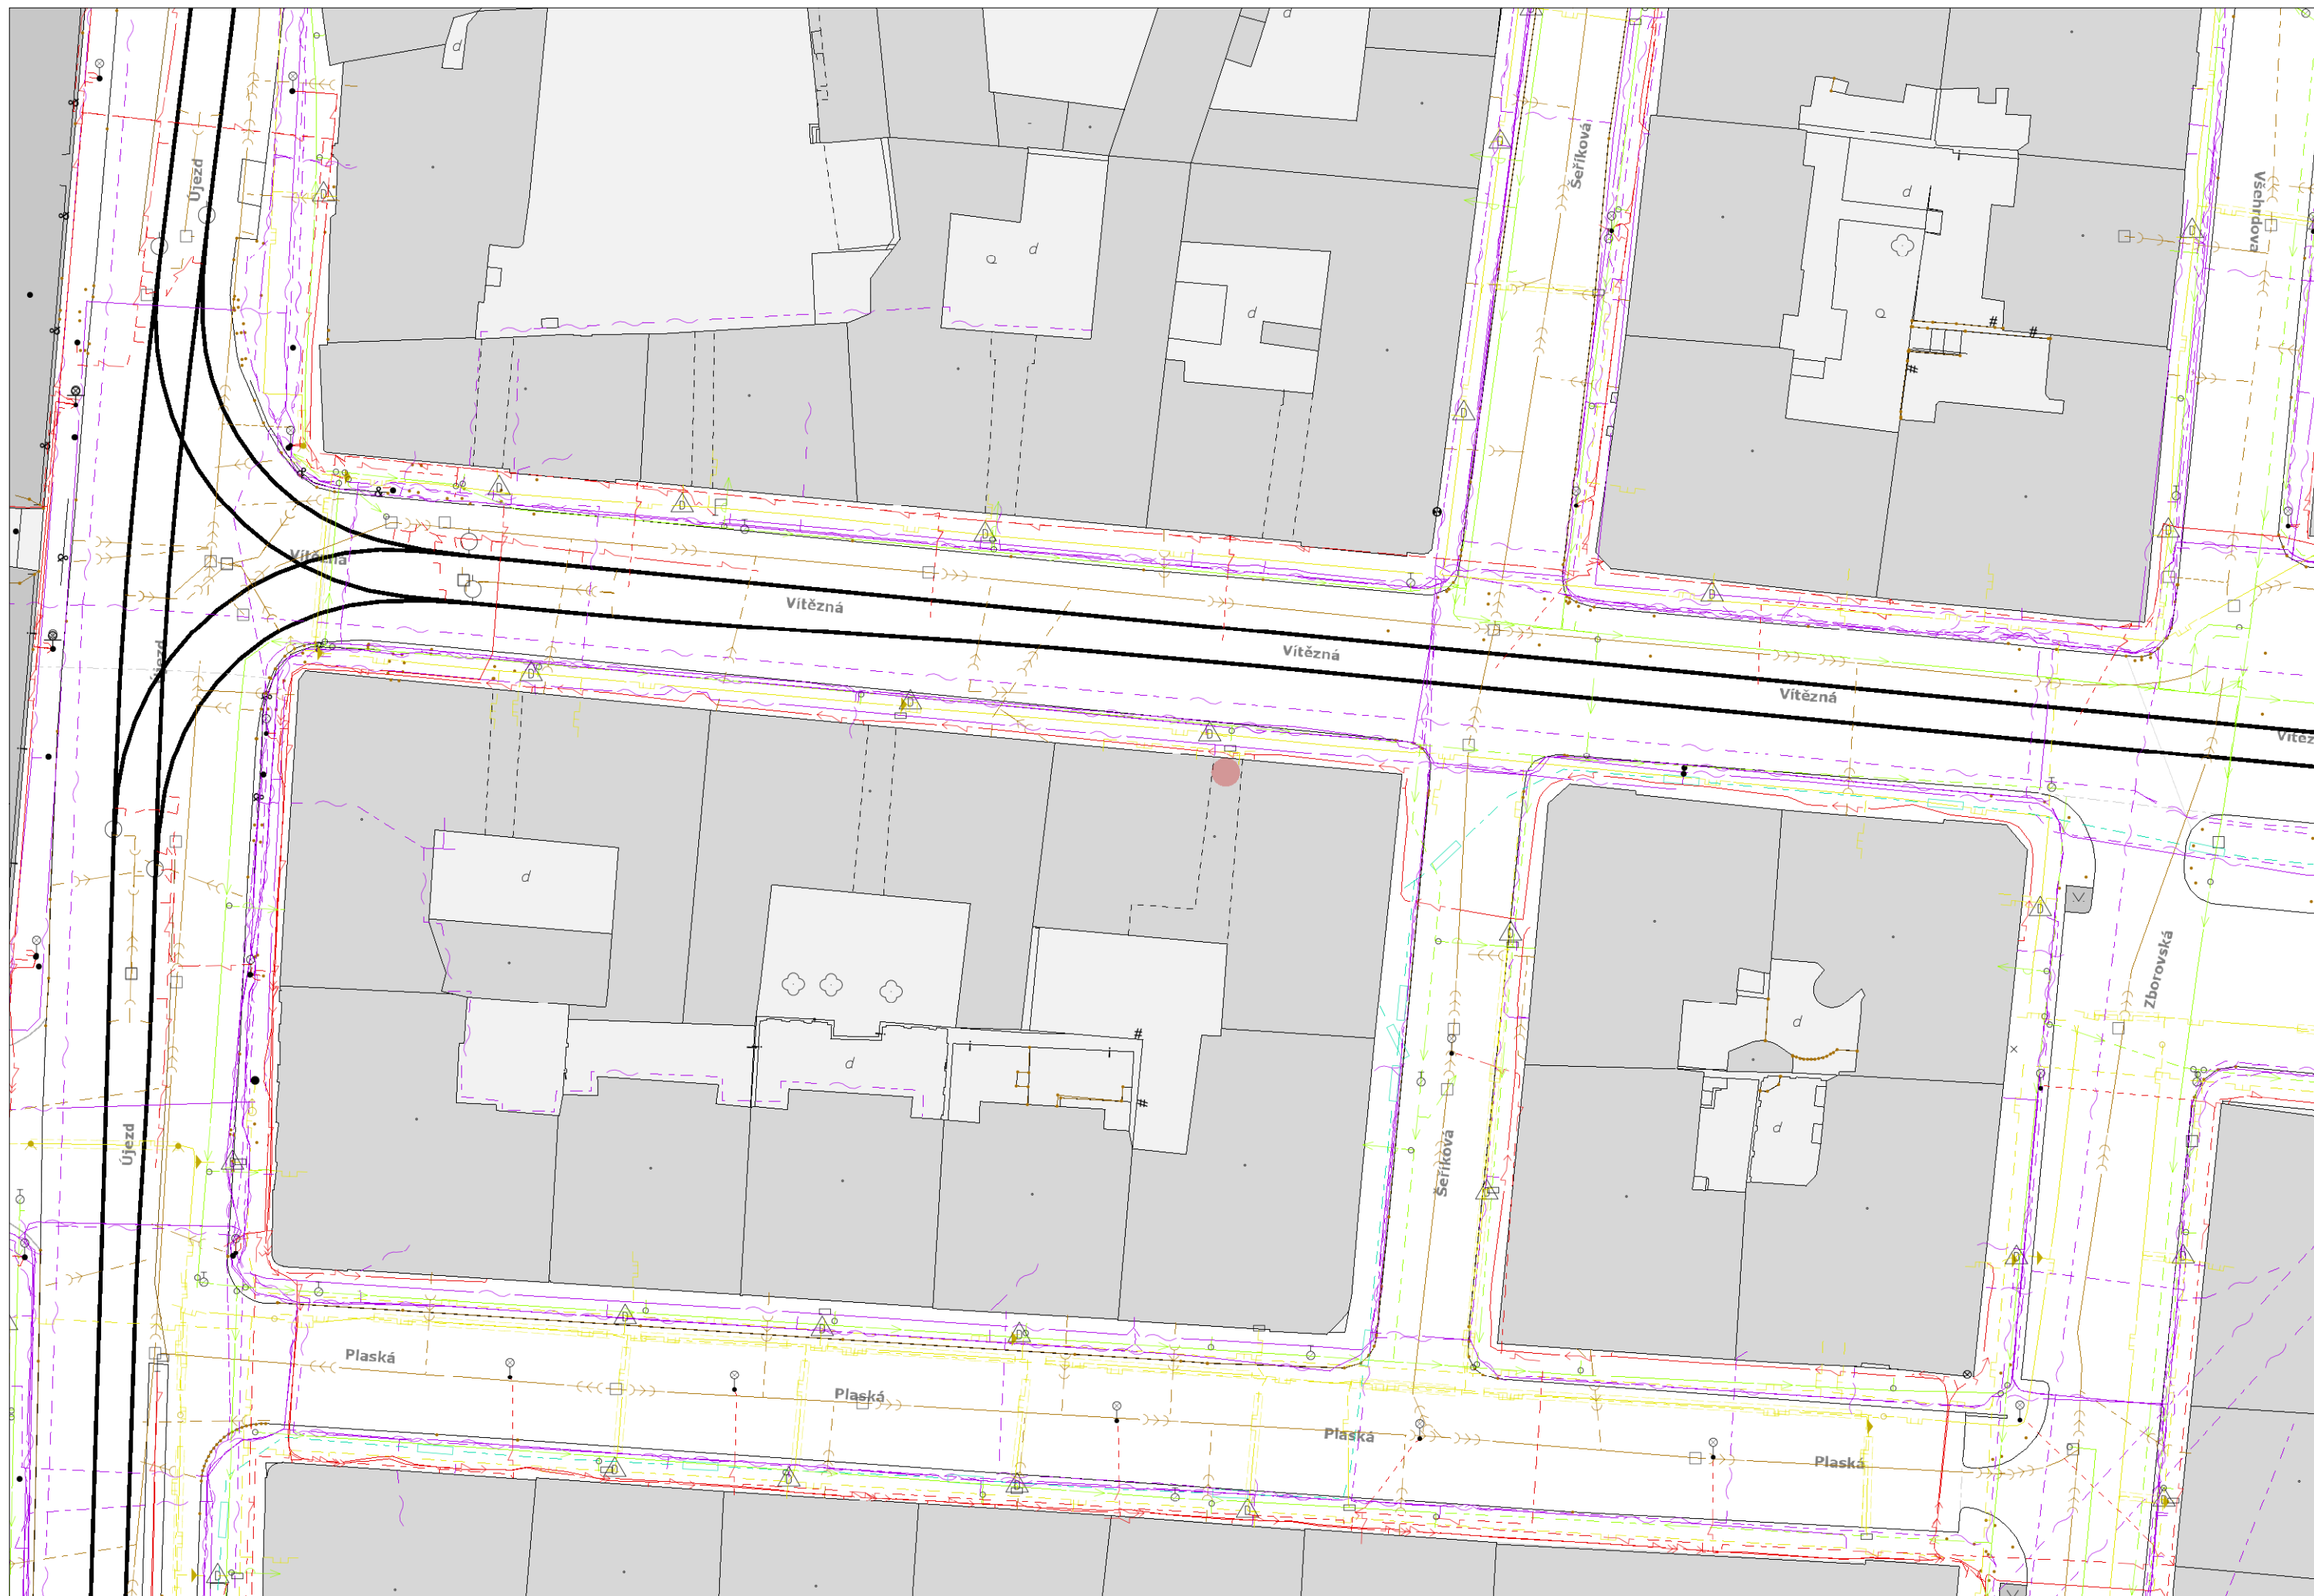 Újezd
Šeříková
Všehrdova
Vítězná
Vítězná
Vítězná
Vítězná
Újezd
Zborovská
Újezd
Šeříková
Plaská
Plaská
Plaská
Plaská